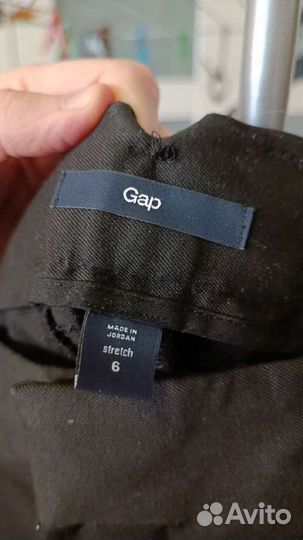 Gap
MADE IN
JORDAN
stretch
6
Avito